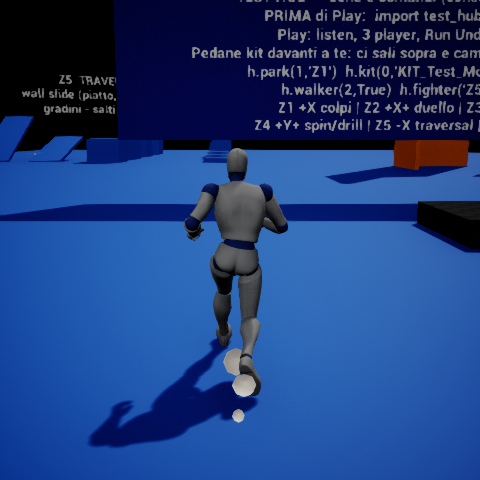 PRIMA di Play: import test_hub
Play: listen, 3 player, Run Und
Pedane kit davanti a te: ci sali sopra e cam
h.park(1,'Z1') h.kit(0,'KIT_Test_Mo
h.walker(2,True) h.fighter('Z5
Z1 +X colpi | Z2 +X+ duello | Z3
Z4 +Y+ spin/drill | Z5 -X traversal |
Z5 TRAVE
wall slide (piatto,
gradini - salti